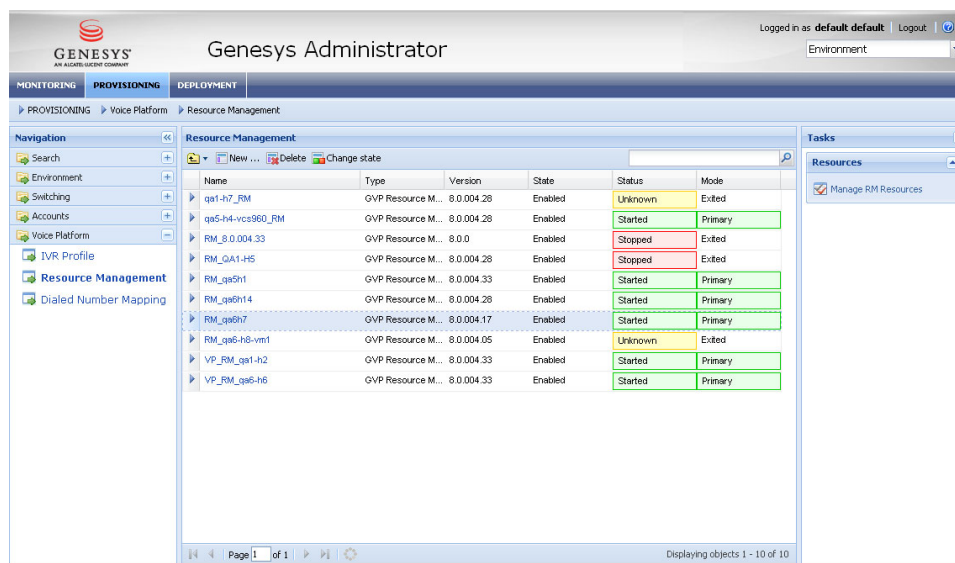 GENESYS
AN ALCATEL-LUCENT COMPANY
Genesys Administrator
Logged in as default default Logout
Environment
MONITORING PROVISIONING DEPLOYMENT
PROVISIONING Voice Platform Resource Management
Navigation
Search
Environment
Switching
Accounts
Voice Platform
IVR Profile
Resource Management
Dialed Number Mapping
Resource Management
New ... Delete Change state
Name Type Version State Status Mode
qa1-h7_RM GVP Resource M... 8.0.004.28 Enabled Unknown Exited
qa5-h4-vcs960_RM GVP Resource M... 8.0.004.28 Enabled Started Primary
RM_8.0.004.33 GVP Resource M... 8.0.0 Enabled Stopped Exited
RM_QA1-H5 GVP Resource M... 8.0.004.28 Enabled Stopped Exited
RM_qa5h1 GVP Resource M... 8.0.004.33 Enabled Started Primary
RM_qa6h14 GVP Resource M... 8.0.004.28 Enabled Started Primary
RM_qa6h7 GVP Resource M... 8.0.004.17 Enabled Started Primary
RM_qa6-h8-vm1 GVP Resource M... 8.0.004.05 Enabled Unknown Exited
VP_RM_qa1-h2 GVP Resource M... 8.0.004.33 Enabled Started Primary
VP_RM_qa6-h6 GVP Resource M... 8.0.004.33 Enabled Started Primary
Page 1 of 1
Displaying objects 1 - 10 of 10
Tasks
Resources
Manage RM Resources